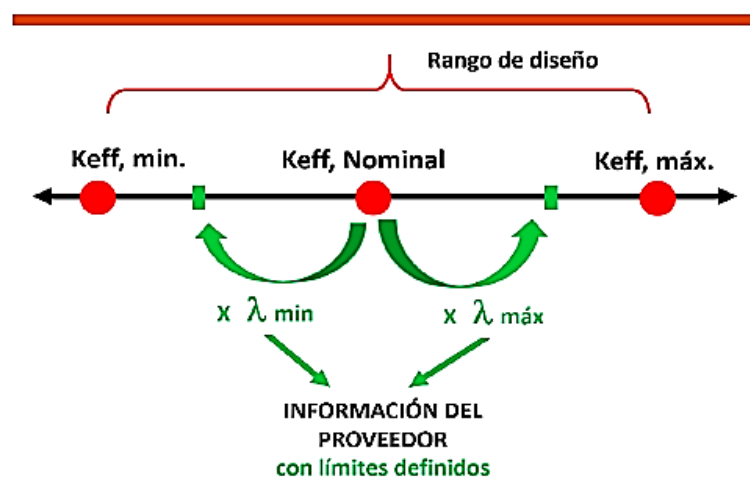 Rango de diseño
Keff, min. Keff, Nominal Keff, máx.
x λ min x λ máx
INFORMACIÓN DEL
PROVEEDOR
con límites definidos